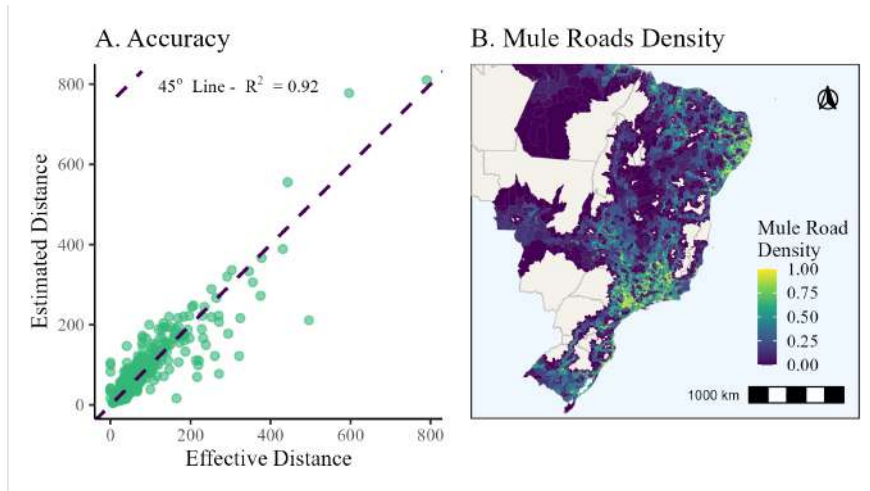 A. Accuracy
45° Line - R² = 0.92
800
600
400
200
0
0 200 400 600 800
Estimated Distance
Effective Distance
B. Mule Roads Density
Mule Road
Density
1.00
0.75
0.50
0.25
0.00
1000 km